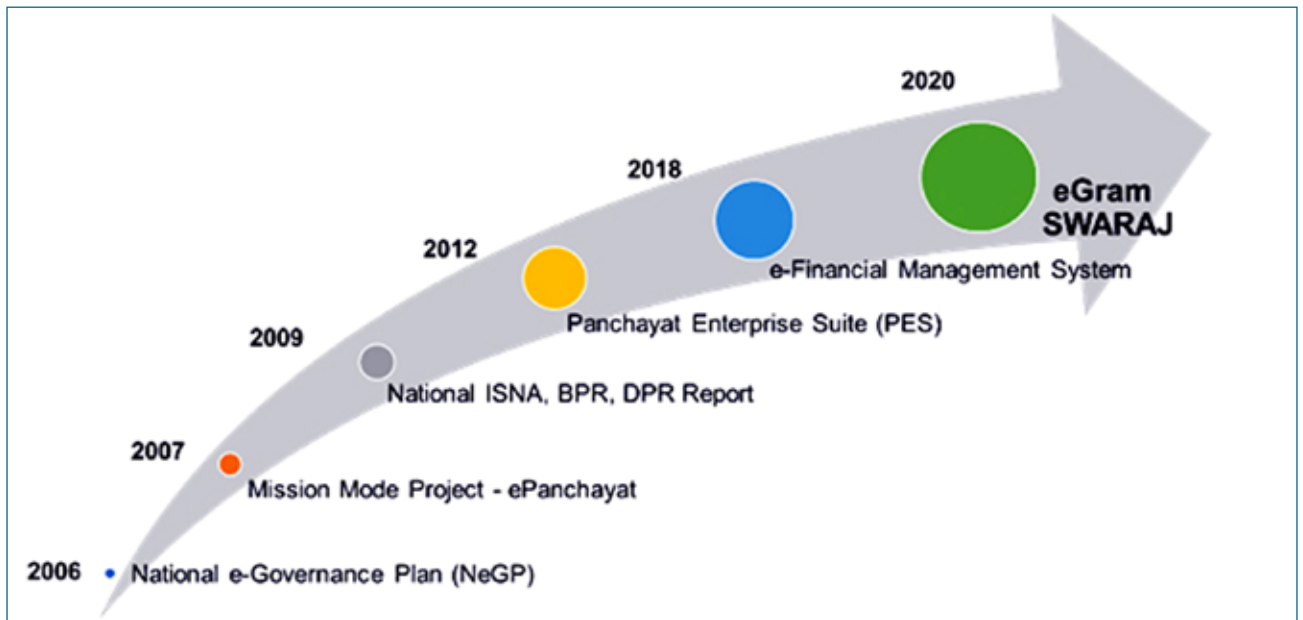 2020
eGram
SWARAJ
2018
e-Financial Management System
2012
Panchayat Enterprise Suite (PES)
2009
National ISNA, BPR, DPR Report
2007
Mission Mode Project - ePanchayat
2006
National e-Governance Plan (NeGP)